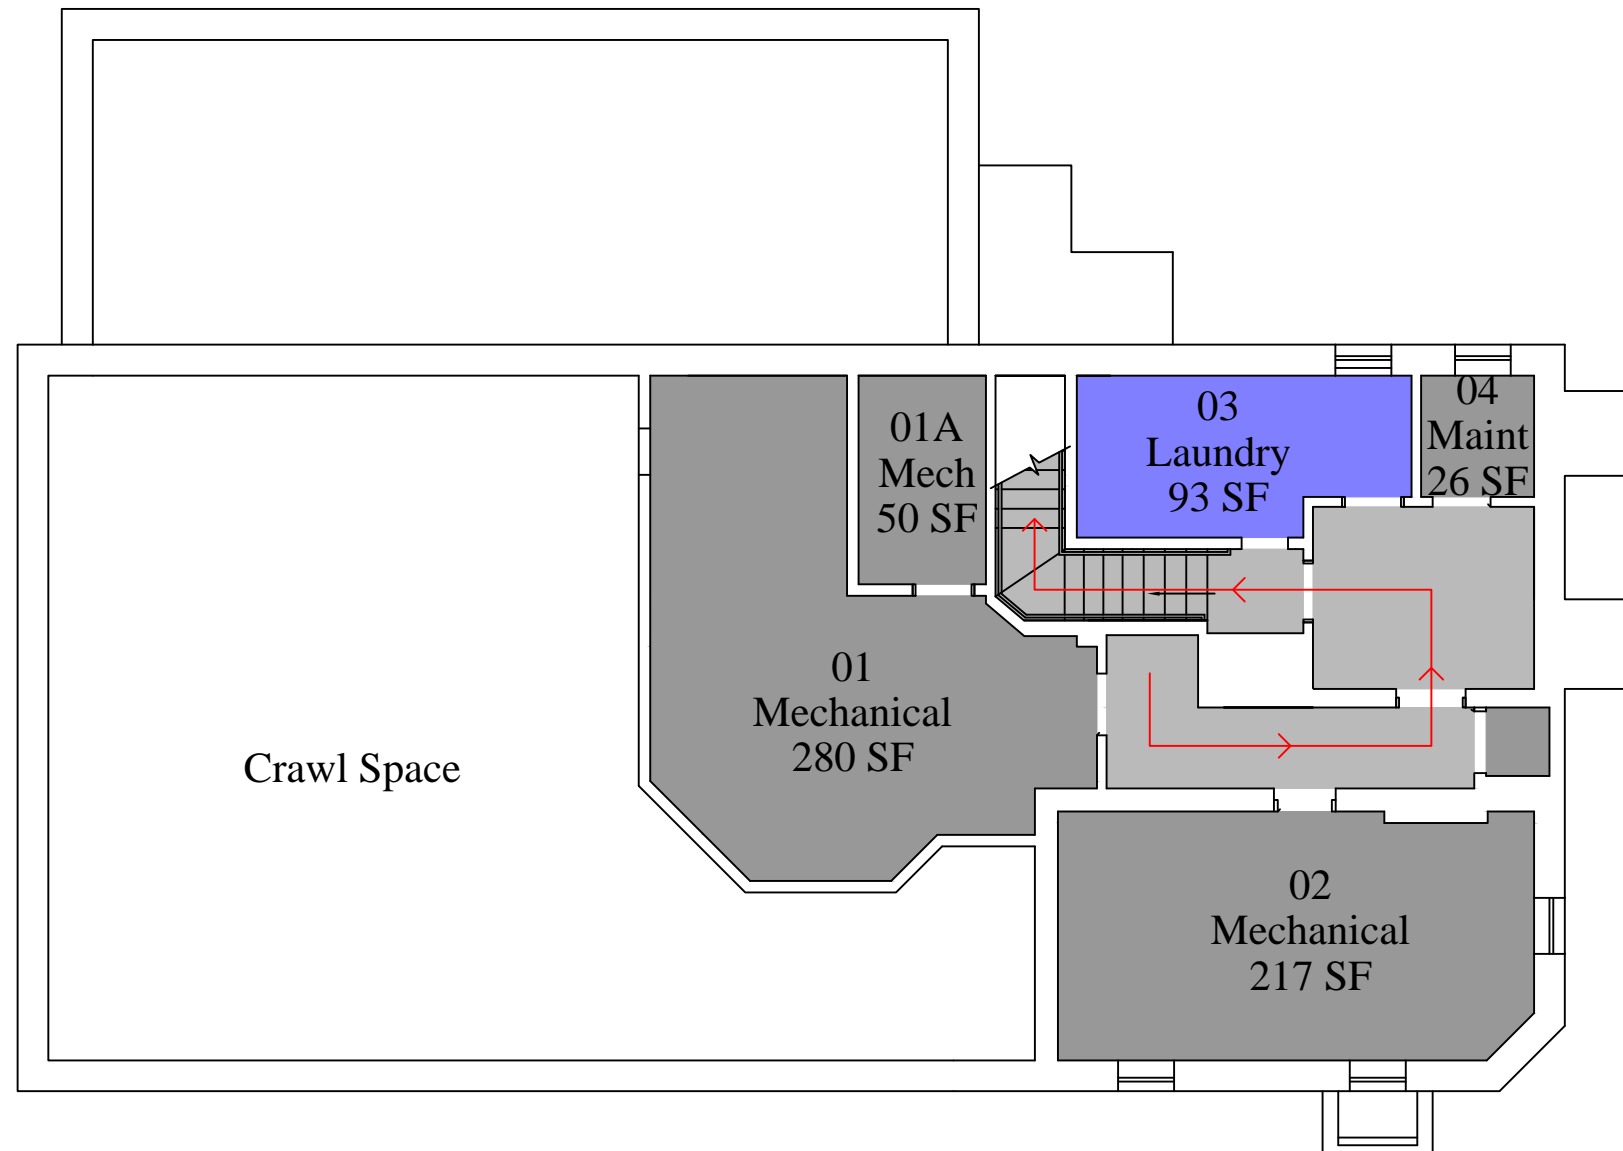 01A
Mech
50 SF
03
Laundry
93 SF
04
Maint
26 SF
01
Mechanical
280 SF
Crawl Space
02
Mechanical
217 SF